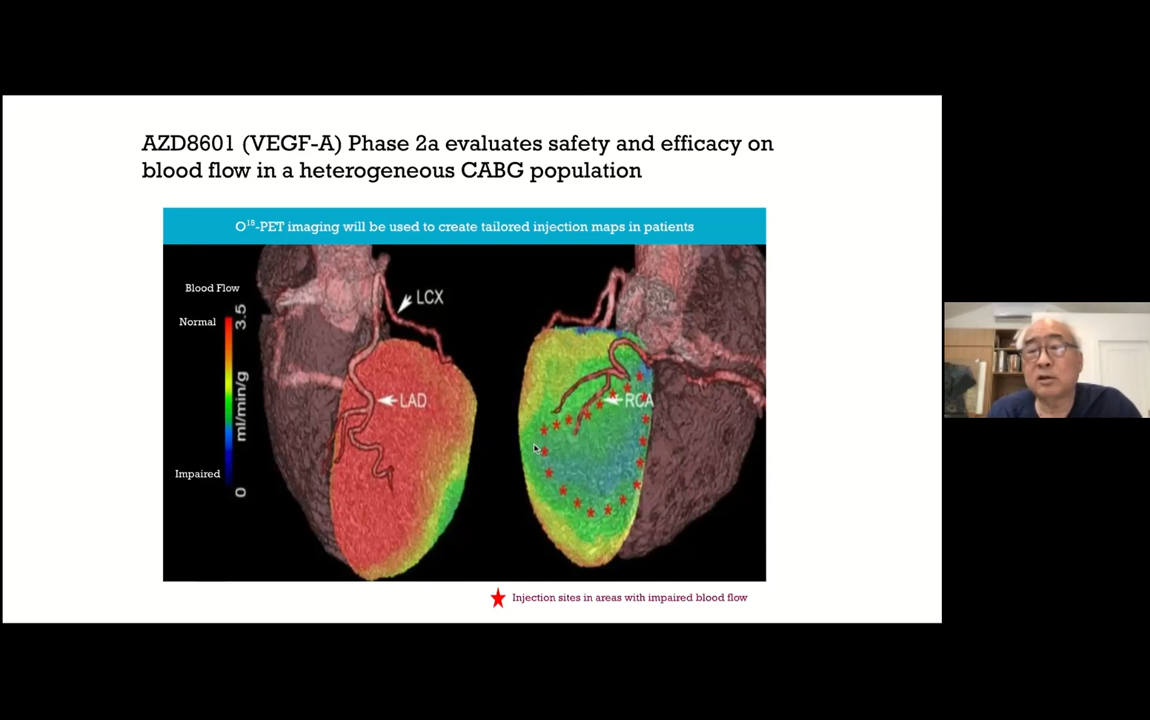 AZD8601 (VEGF-A) Phase 2a evaluates safety and efficacy on
blood flow in a heterogeneous CABG population
O¹⁵-PET imaging will be used to create tailored injection maps in patients
Blood Flow
Normal
3.5
ml/min/g
Impaired
0
LCX
LAD
RCA
Injection sites in areas with impaired blood flow